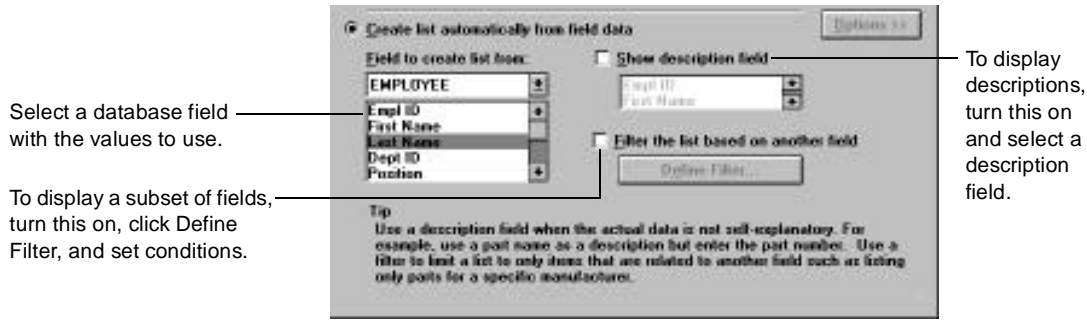 Create list automatically from field data
Options >>
Field to create list from:
EMPLOYEE
Empl ID
First Name
Last Name
Dept ID
Position
Show description field
Empl ID
First Name
Filter the list based on another field
Define Filter...
Tip
Use a description field when the actual data is not self-explanatory. For
example, use a part name as a description but enter the part number. Use a
filter to limit a list to only items that are related to another field such as listing
only parts for a specific manufacturer.
Select a database field
with the values to use.
To display a subset of fields,
turn this on, click Define
Filter, and set conditions.
To display
descriptions,
turn this on
and select a
description
field.